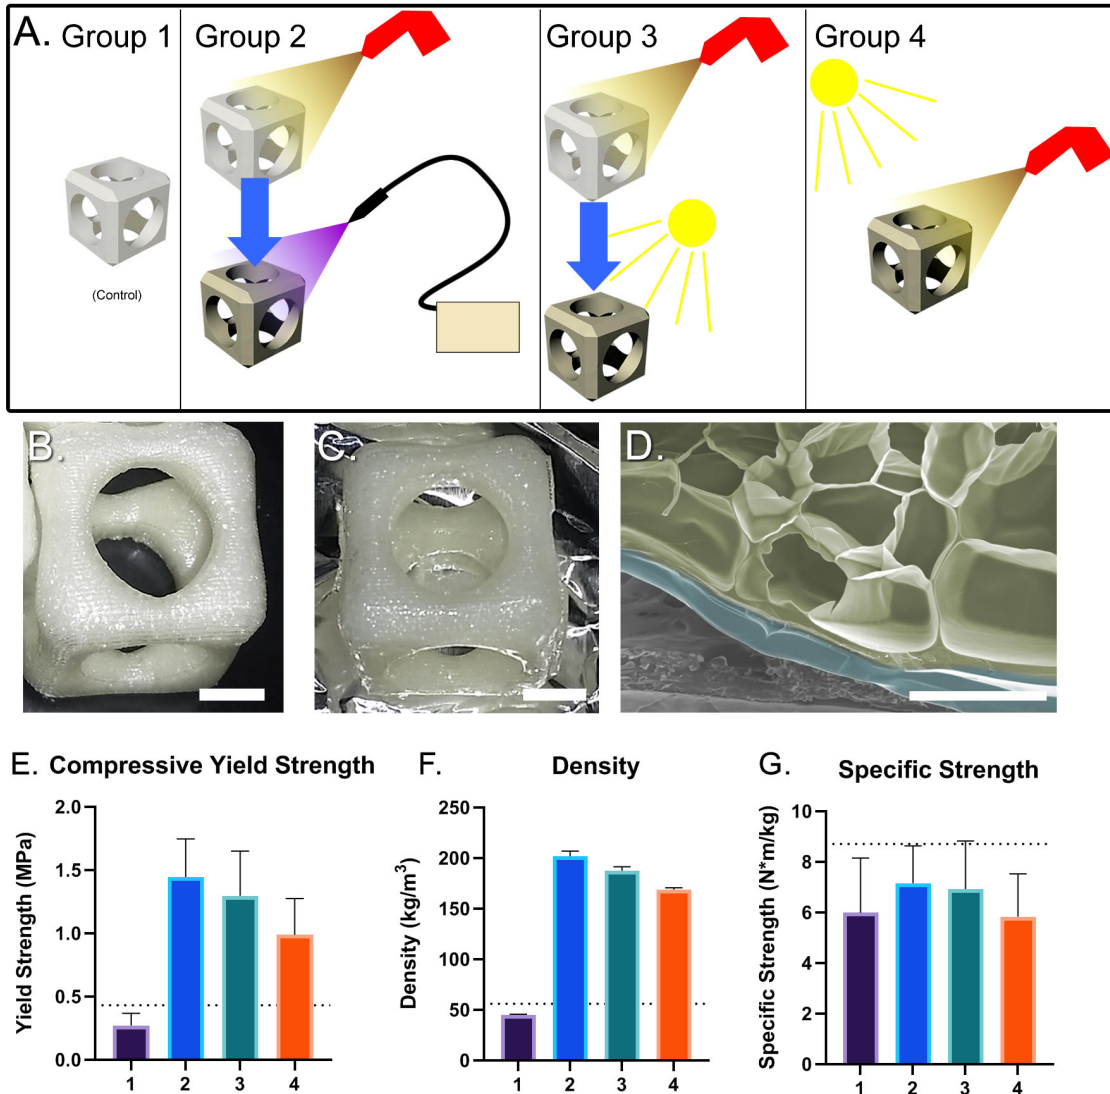 A. Group 1 Group 2 Group 3 Group 4
(Control)
B. C. D.
E. Compressive Yield Strength
Yield Strength (MPa)
2.0
1.5
1.0
0.5
0.0
1 2 3 4
F. Density
Density (kg/m³)
250
200
150
100
50
0
1 2 3 4
G. Specific Strength
Specific Strength (N*m/kg)
10
8
6
4
2
0
1 2 3 4